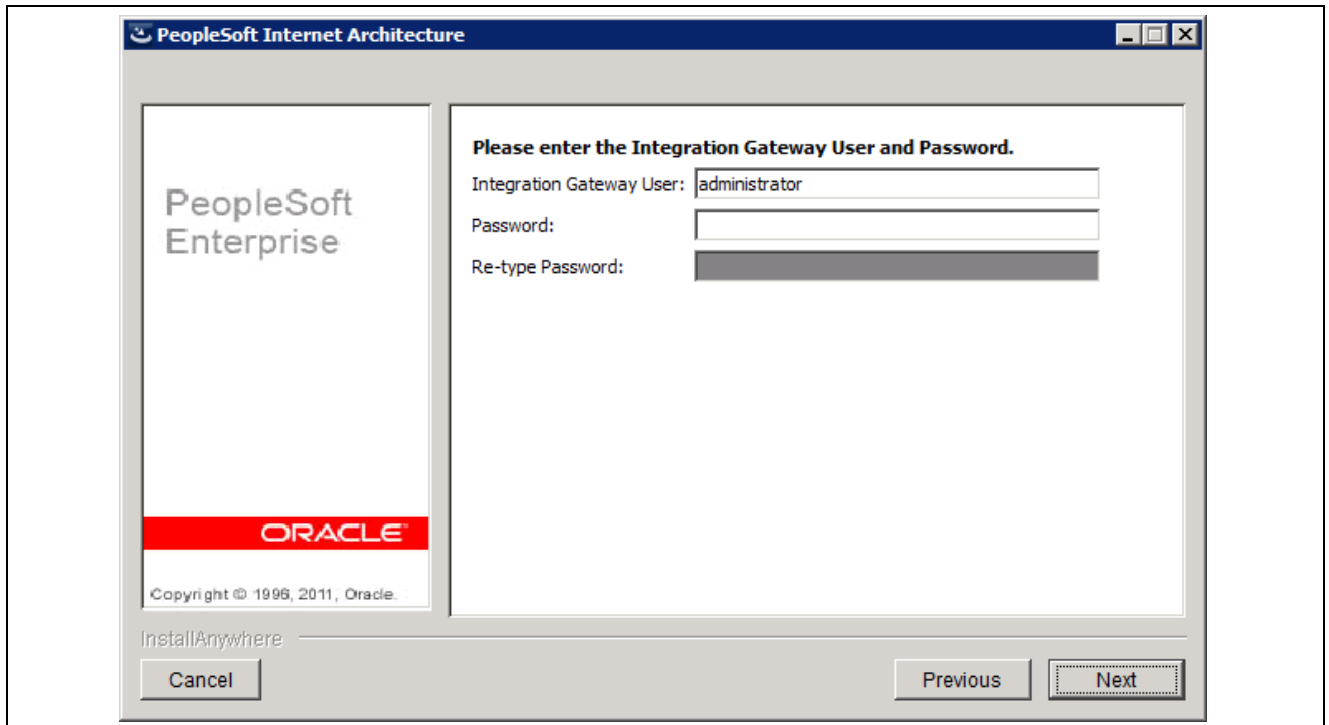 PeopleSoft Internet Architecture
PeopleSoft
Enterprise
ORACLE
Copyright © 1996, 2011, Oracle.
Please enter the Integration Gateway User and Password.
Integration Gateway User: administrator
Password:
Re-type Password:
InstallAnywhere
Cancel
Previous
Next